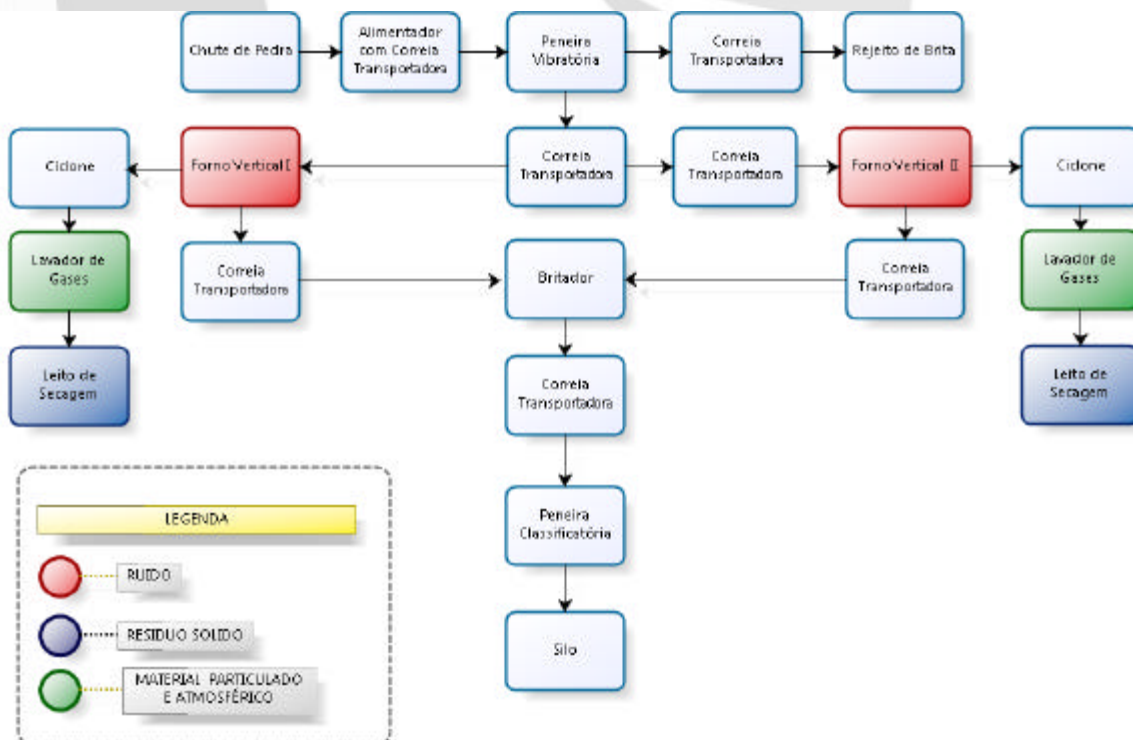 Chute de Pedra
Alimentador
com Correia
Transportadora
Peneira
Vibratória
Correia
Transportadora
Rejeito de Brita
Ciclone
Forno Vertical I
Correia
Transportadora
Correia
Transportadora
Forno Vertical II
Ciclone
Lavador de
Gases
Correia
Transportadora
Britador
Correia
Transportadora
Lavador de
Gases
Leito de
Secagem
Correia
Transportadora
Leito de
Secagem
Peneira
Classificatória
Silo
LEGENDA
RUIDO
RESIDUO SOLIDO
MATERIAL PARTICULADO
E ATMOSFÉRICO